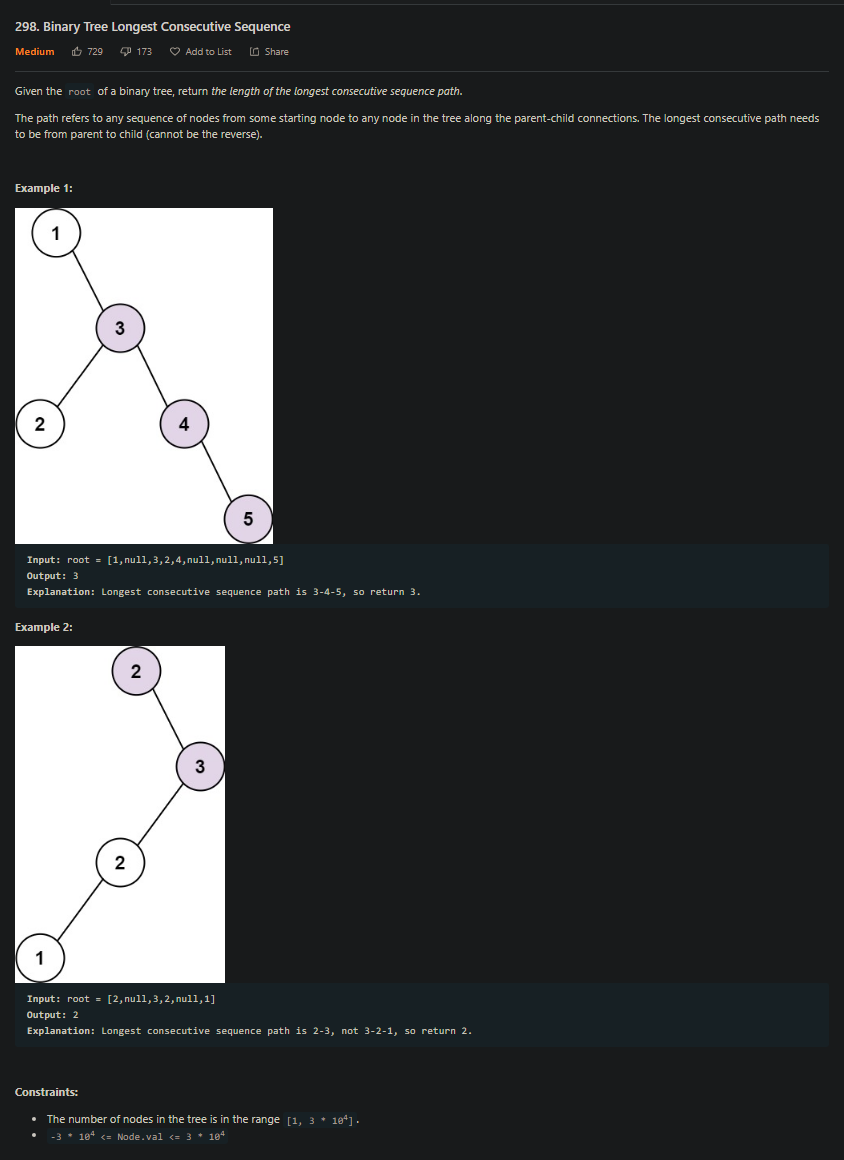 298. Binary Tree Longest Consecutive Sequence
Medium 729 173 Add to List Share
Given the root of a binary tree, return the length of the longest consecutive sequence path.
The path refers to any sequence of nodes from some starting node to any node in the tree along the parent-child connections. The longest consecutive path needs
to be from parent to child (cannot be the reverse).
Example 1:
1
3
2 4
5
Input: root = [1,null,3,2,4,null,null,null,5]
Output: 3
Explanation: Longest consecutive sequence path is 3-4-5, so return 3.
Example 2:
2
3
2
1
Input: root = [2,null,3,2,null,1]
Output: 2
Explanation: Longest consecutive sequence path is 2-3, not 3-2-1, so return 2.
Constraints:
• The number of nodes in the tree is in the range [1, 3 * 10⁴].
• -3 * 10⁴ <= Node.val <= 3 * 10⁴